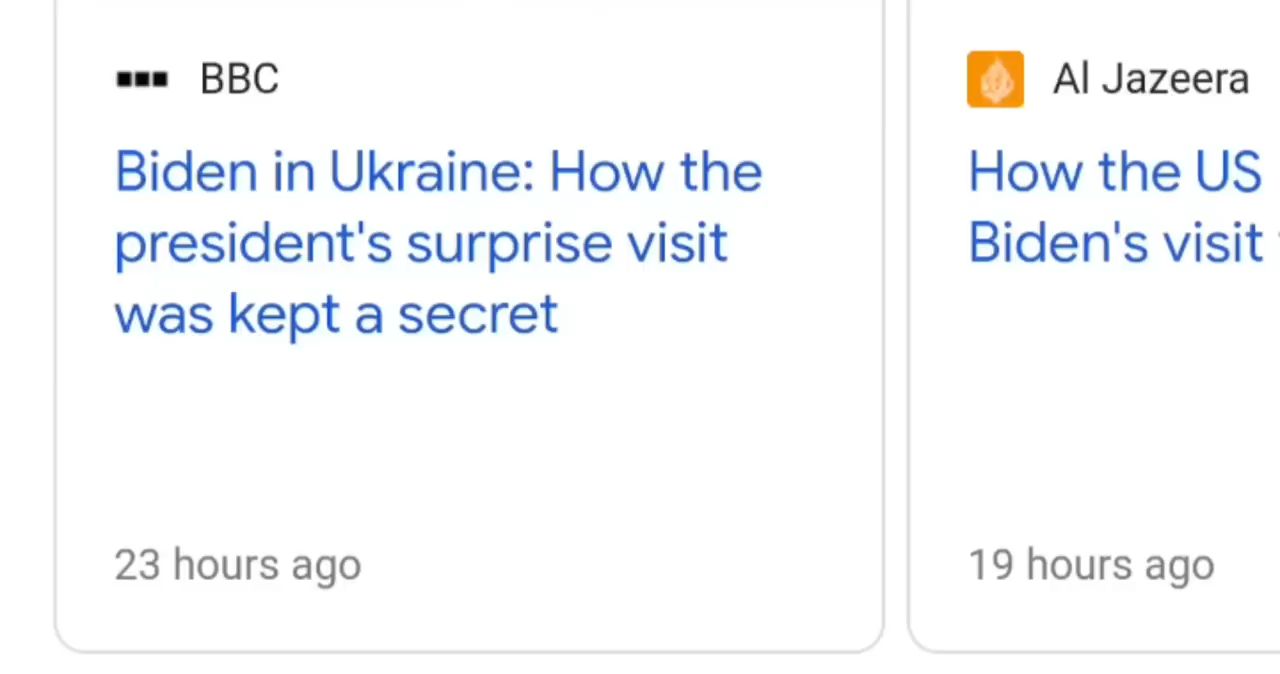 BBC
Biden in Ukraine: How the
president's surprise visit
was kept a secret
23 hours ago
Al Jazeera
How the US
Biden's visit
19 hours ago